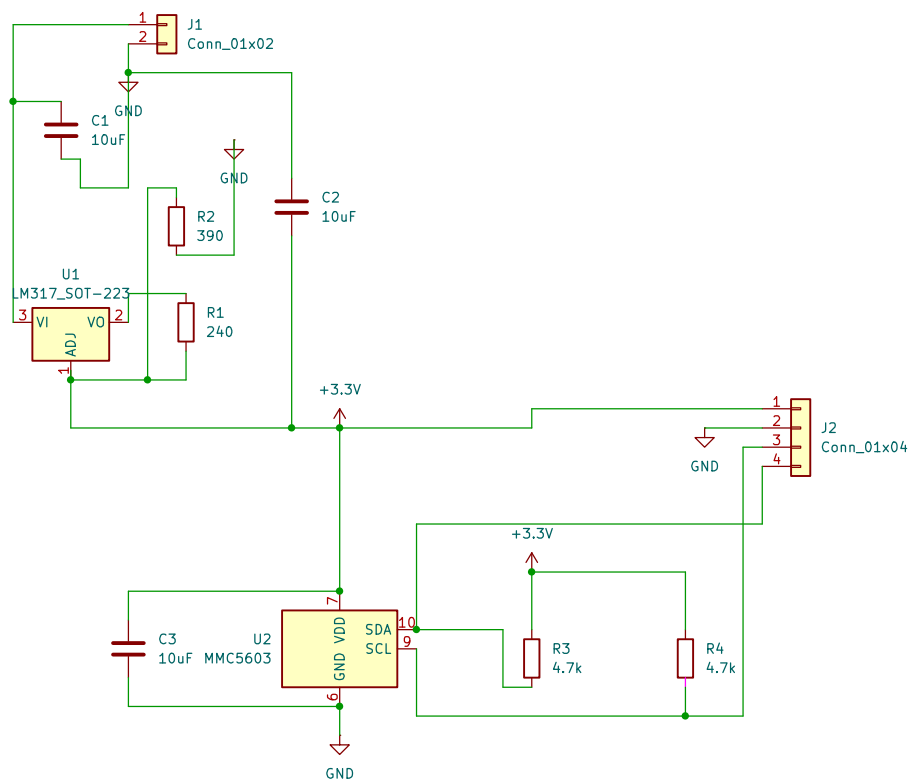 1
2
J1
Conn_01x02
GND
C1
10uF
GND
R2
390
C2
10uF
U1
LM317_SOT-223
3
VI
VO
2
ADJ
1
R1
240
+3.3V
1
2
3
4
J2
Conn_01x04
GND
+3.3V
7
VDD
SDA
10
SCL
9
GND
6
U2
MMC5603
C3
10uF
R3
4.7k
R4
4.7k
GND